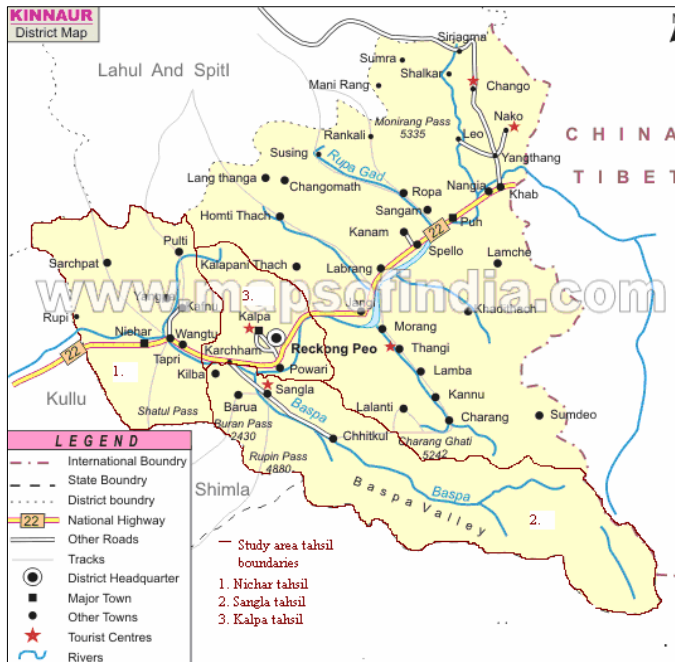 KINNAUR
District Map
N
Sirjagma
Sumra
Shalkar
Lahul And Spitl
Chango
Mani Rang
Nako
Monirang Pass
5335
Leo
CHINA
Rankali
Susing
Yangthang
TIBET
Rupa Gad
Lang thanga
Changomath
Ropa
Nangia
Khab
Homti Thach
Sangam
Puh
Kanam
22
Pulti
Spello
Sarchpat
Kalapani Thach
Labrang
Lamche
www.mapsofindia.com
Yangpa
Kafnu
3.
Jangi
Khadithach
Rupi
Kalpa
Morang
Nichar
Wangtu
Reckong Peo
Thangi
22
Tapri
Karchham
Powari
1.
Kilba
Sangla
Lamba
Kullu
Barua
Baspa
Kannu
Shatul Pass
Lalanti
Charang
Sumdeo
Buran Pass
2430
Chhitkul
Charang Ghati
5242
LEGEND
Rupin Pass
4880
International Boundry
State Boundry
Shimla
Baspa
District boundry
Baspa Valley
22
National Highway
2.
Other Roads
Study area tahsil
boundaries
Tracks
District Headquarter
1. Nichar tahsil
Major Town
2. Sangla tahsil
Other Towns
3. Kalpa tahsil
Tourist Centres
Rivers